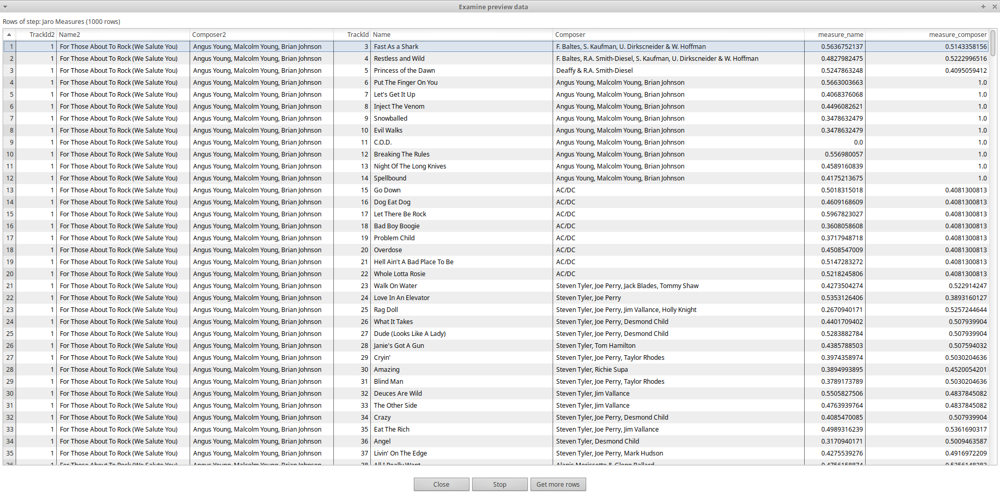 Examine preview data
Rows of step: Jaro Measures (1000 rows)
TrackId2 Name2 Composer2 TrackId Name Composer measure_name measure_composer
1 1 For Those About To Rock (We Salute You) Angus Young, Malcolm Young, Brian Johnson 3 Fast As a Shark F. Baltes, S. Kaufman, U. Dirkscneider & W. Hoffman 0.5636752137 0.5143358156
2 1 For Those About To Rock (We Salute You) Angus Young, Malcolm Young, Brian Johnson 4 Restless and Wild F. Baltes, R.A. Smith-Diesel, S. Kaufman, U. Dirkscneider & W. Hoffman 0.4827982475 0.5222996516
3 1 For Those About To Rock (We Salute You) Angus Young, Malcolm Young, Brian Johnson 5 Princess of the Dawn Deaffy & R.A. Smith-Diesel 0.5247863248 0.4095059412
4 1 For Those About To Rock (We Salute You) Angus Young, Malcolm Young, Brian Johnson 6 Put The Finger On You Angus Young, Malcolm Young, Brian Johnson 0.5663003663 1.0
5 1 For Those About To Rock (We Salute You) Angus Young, Malcolm Young, Brian Johnson 7 Let's Get It Up Angus Young, Malcolm Young, Brian Johnson 0.4068376068 1.0
6 1 For Those About To Rock (We Salute You) Angus Young, Malcolm Young, Brian Johnson 8 Inject The Venom Angus Young, Malcolm Young, Brian Johnson 0.4496082621 1.0
7 1 For Those About To Rock (We Salute You) Angus Young, Malcolm Young, Brian Johnson 9 Snowballed Angus Young, Malcolm Young, Brian Johnson 0.3478632479 1.0
8 1 For Those About To Rock (We Salute You) Angus Young, Malcolm Young, Brian Johnson 10 Evil Walks Angus Young, Malcolm Young, Brian Johnson 0.3478632479 1.0
9 1 For Those About To Rock (We Salute You) Angus Young, Malcolm Young, Brian Johnson 11 C.O.D. Angus Young, Malcolm Young, Brian Johnson 0.0 1.0
10 1 For Those About To Rock (We Salute You) Angus Young, Malcolm Young, Brian Johnson 12 Breaking The Rules Angus Young, Malcolm Young, Brian Johnson 0.556980057 1.0
11 1 For Those About To Rock (We Salute You) Angus Young, Malcolm Young, Brian Johnson 13 Night Of The Long Knives Angus Young, Malcolm Young, Brian Johnson 0.4589160839 1.0
12 1 For Those About To Rock (We Salute You) Angus Young, Malcolm Young, Brian Johnson 14 Spellbound Angus Young, Malcolm Young, Brian Johnson 0.4175213675 1.0
13 1 For Those About To Rock (We Salute You) Angus Young, Malcolm Young, Brian Johnson 15 Go Down AC/DC 0.5018315018 0.4081300813
14 1 For Those About To Rock (We Salute You) Angus Young, Malcolm Young, Brian Johnson 16 Dog Eat Dog AC/DC 0.4609168609 0.4081300813
15 1 For Those About To Rock (We Salute You) Angus Young, Malcolm Young, Brian Johnson 17 Let There Be Rock AC/DC 0.5967823027 0.4081300813
16 1 For Those About To Rock (We Salute You) Angus Young, Malcolm Young, Brian Johnson 18 Bad Boy Boogie AC/DC 0.3608058608 0.4081300813
17 1 For Those About To Rock (We Salute You) Angus Young, Malcolm Young, Brian Johnson 19 Problem Child AC/DC 0.3717948718 0.4081300813
18 1 For Those About To Rock (We Salute You) Angus Young, Malcolm Young, Brian Johnson 20 Overdose AC/DC 0.4508547009 0.4081300813
19 1 For Those About To Rock (We Salute You) Angus Young, Malcolm Young, Brian Johnson 21 Hell Ain't A Bad Place To Be AC/DC 0.5147283272 0.4081300813
20 1 For Those About To Rock (We Salute You) Angus Young, Malcolm Young, Brian Johnson 22 Whole Lotta Rosie AC/DC 0.5218245806 0.4081300813
21 1 For Those About To Rock (We Salute You) Angus Young, Malcolm Young, Brian Johnson 23 Walk On Water Steven Tyler, Joe Perry, Jack Blades, Tommy Shaw 0.4273504274 0.522914247
22 1 For Those About To Rock (We Salute You) Angus Young, Malcolm Young, Brian Johnson 24 Love In An Elevator Steven Tyler, Joe Perry 0.5353126406 0.3893160127
23 1 For Those About To Rock (We Salute You) Angus Young, Malcolm Young, Brian Johnson 25 Rag Doll Steven Tyler, Joe Perry, Jim Vallance, Holly Knight 0.2670940171 0.5257244644
24 1 For Those About To Rock (We Salute You) Angus Young, Malcolm Young, Brian Johnson 26 What It Takes Steven Tyler, Joe Perry, Desmond Child 0.4401709402 0.507939904
25 1 For Those About To Rock (We Salute You) Angus Young, Malcolm Young, Brian Johnson 27 Dude (Looks Like A Lady) Steven Tyler, Joe Perry, Desmond Child 0.5283882784 0.507939904
26 1 For Those About To Rock (We Salute You) Angus Young, Malcolm Young, Brian Johnson 28 Janie's Got A Gun Steven Tyler, Tom Hamilton 0.4385788503 0.507594032
27 1 For Those About To Rock (We Salute You) Angus Young, Malcolm Young, Brian Johnson 29 Cryin' Steven Tyler, Joe Perry, Taylor Rhodes 0.3974358974 0.5030204636
28 1 For Those About To Rock (We Salute You) Angus Young, Malcolm Young, Brian Johnson 30 Amazing Steven Tyler, Richie Supa 0.3894993895 0.4520054201
29 1 For Those About To Rock (We Salute You) Angus Young, Malcolm Young, Brian Johnson 31 Blind Man Steven Tyler, Joe Perry, Taylor Rhodes 0.3789173789 0.5030204636
30 1 For Those About To Rock (We Salute You) Angus Young, Malcolm Young, Brian Johnson 32 Deuces Are Wild Steven Tyler, Jim Vallance 0.5505827506 0.4837845082
31 1 For Those About To Rock (We Salute You) Angus Young, Malcolm Young, Brian Johnson 33 The Other Side Steven Tyler, Jim Vallance 0.4763939764 0.4837845082
32 1 For Those About To Rock (We Salute You) Angus Young, Malcolm Young, Brian Johnson 34 Crazy Steven Tyler, Joe Perry, Desmond Child 0.4085470085 0.507939904
33 1 For Those About To Rock (We Salute You) Angus Young, Malcolm Young, Brian Johnson 35 Eat The Rich Steven Tyler, Joe Perry, Jim Vallance 0.4989316239 0.5361690317
34 1 For Those About To Rock (We Salute You) Angus Young, Malcolm Young, Brian Johnson 36 Angel Steven Tyler, Desmond Child 0.3170940171 0.5009463587
35 1 For Those About To Rock (We Salute You) Angus Young, Malcolm Young, Brian Johnson 37 Livin' On The Edge Steven Tyler, Joe Perry, Mark Hudson 0.4275539276 0.4916972209
Close Stop Get more rows